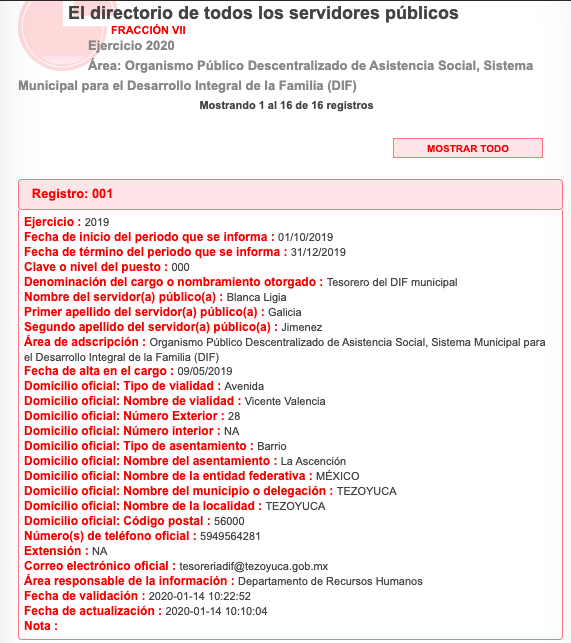 El directorio de todos los servidores públicos
FRACCIÓN VII
Ejercicio 2020
Área: Organismo Público Descentralizado de Asistencia Social, Sistema
Municipal para el Desarrollo Integral de la Familia (DIF)
Mostrando 1 al 16 de 16 registros
MOSTRAR TODO
Registro: 001
Ejercicio : 2019
Fecha de inicio del periodo que se informa : 01/10/2019
Fecha de término del periodo que se informa : 31/12/2019
Clave o nivel del puesto : 000
Denominación del cargo o nombramiento otorgado : Tesorero del DIF municipal
Nombre del servidor(a) público(a) : Blanca Ligia
Primer apellido del servidor(a) público(a) : Galicia
Segundo apellido del servidor(a) público(a) : Jimenez
Área de adscripción : Organismo Público Descentralizado de Asistencia Social, Sistema Municipal para
el Desarrollo Integral de la Familia (DIF)
Fecha de alta en el cargo : 09/05/2019
Domicilio oficial: Tipo de vialidad : Avenida
Domicilio oficial: Nombre de vialidad : Vicente Valencia
Domicilio oficial: Número Exterior : 28
Domicilio oficial: Número interior : NA
Domicilio oficial: Tipo de asentamiento : Barrio
Domicilio oficial: Nombre del asentamiento : La Ascención
Domicilio oficial: Nombre de la entidad federativa : MÉXICO
Domicilio oficial: Nombre del municipio o delegación : TEZOYUCA
Domicilio oficial: Nombre de la localidad : TEZOYUCA
Domicilio oficial: Código postal : 56000
Número(s) de teléfono oficial : 5949564281
Extensión : NA
Correo electrónico oficial : tesoreriadif@tezoyuca.gob.mx
Área responsable de la información : Departamento de Recursos Humanos
Fecha de validación : 2020-01-14 10:22:52
Fecha de actualización : 2020-01-14 10:10:04
Nota :